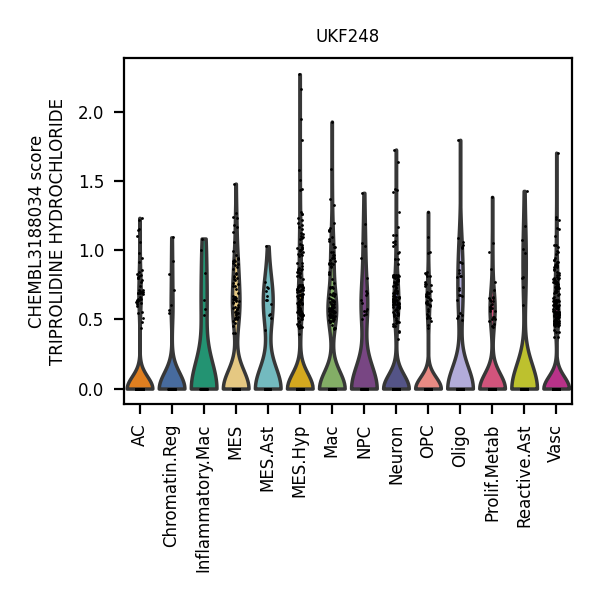 UKF248
CHEMBL3188034 score
TRIPROLIDINE HYDROCHLORIDE
2.0
1.5
1.0
0.5
0.0
AC
Chromatin.Reg
Inflammatory.Mac
MES
MES.Ast
MES.Hyp
Mac
NPC
Neuron
OPC
Oligo
Prolif.Metab
Reactive.Ast
Vasc